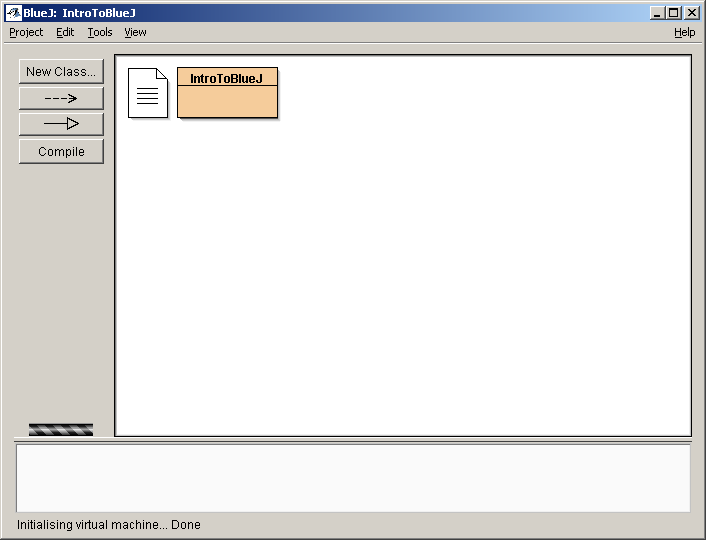 BlueJ: IntroToBlueJ
Project Edit Tools View Help
New Class...
IntroToBlueJ
Compile
Initialising virtual machine... Done